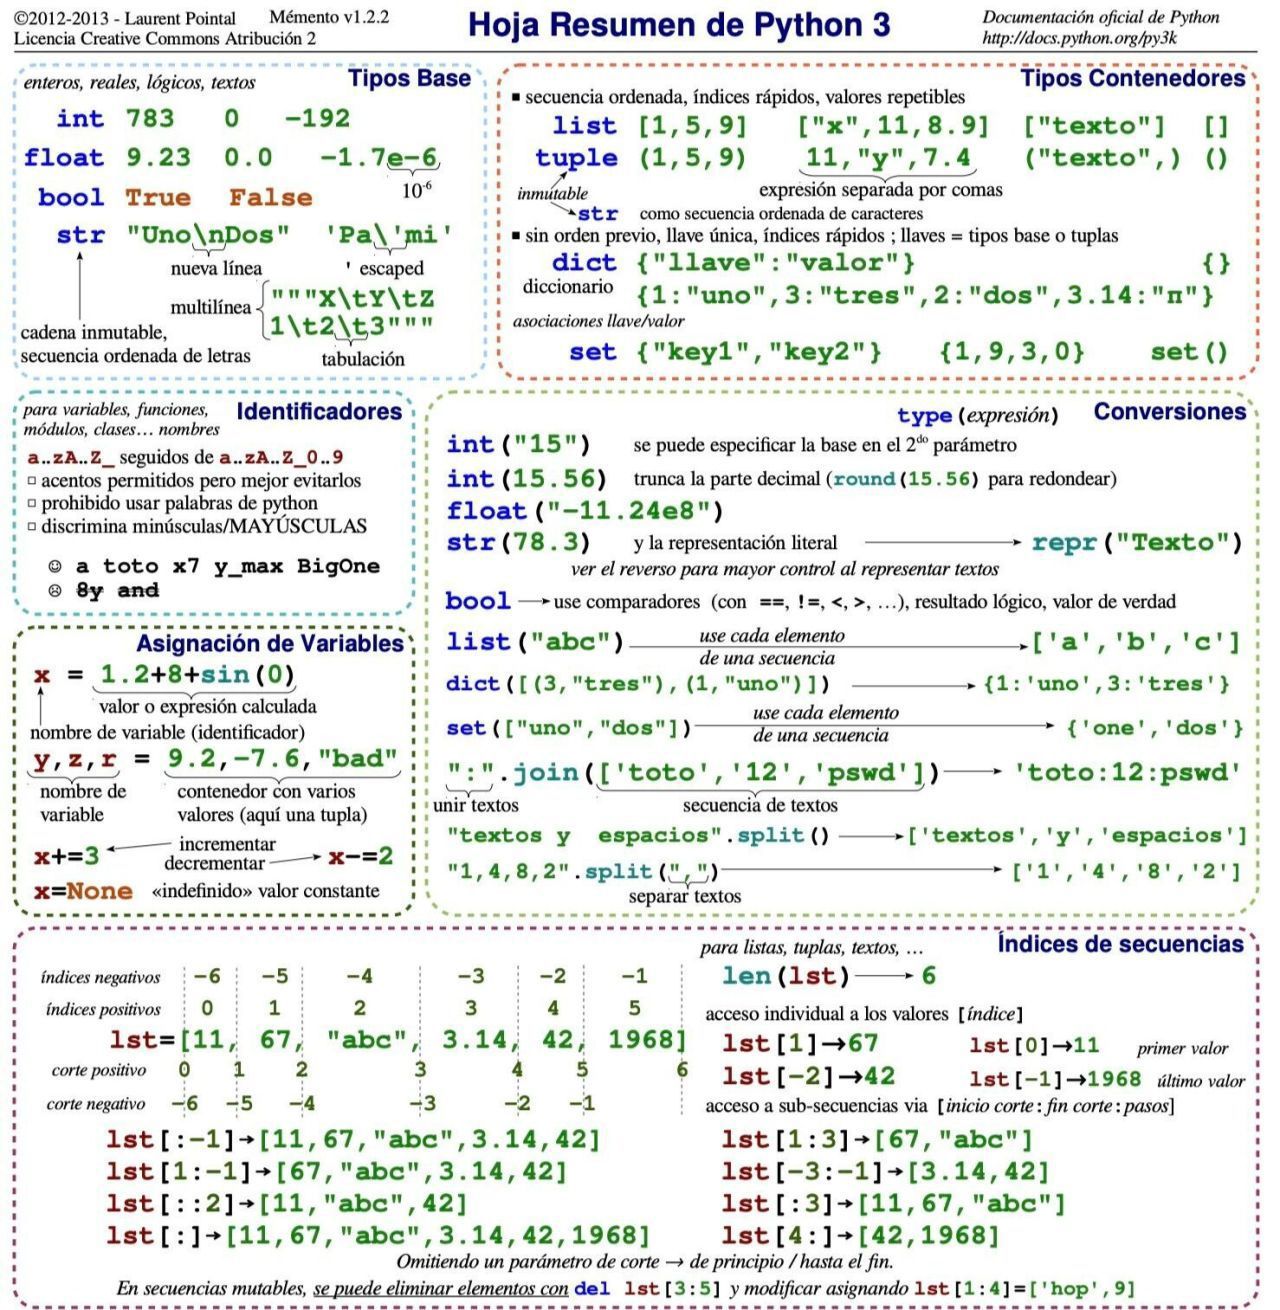 ©2012-2013 - Laurent Pointal Mémento v1.2.2
Licencia Creative Commons Atribución 2
Hoja Resumen de Python 3
Documentación oficial de Python
http://docs.python.org/py3k
enteros, reales, lógicos, textos Tipos Base
int 783 0 -192
float 9.23 0.0 -1.7e-6
10-6
bool True False
str "Uno\nDos" 'Pa\'mi'
nueva línea ' escaped
multilínea """X\tY\tZ
1\t2\t3"""
tabulación
cadena inmutable,
secuencia ordenada de letras
Tipos Contenedores
▪ secuencia ordenada, índices rápidos, valores repetibles
list [1,5,9] ["x",11,8.9] ["texto"] []
tuple (1,5,9) 11,"y",7.4 ("texto",) ()
inmutable expresión separada por comas
str como secuencia ordenada de caracteres
▪ sin orden previo, llave única, índices rápidos ; llaves = tipos base o tuplas
dict {"llave":"valor"} {}
diccionario {1:"uno",3:"tres",2:"dos",3.14:"π"}
asociaciones llave/valor
set {"key1","key2"} {1,9,3,0} set()
para variables, funciones, Identificadores
módulos, clases… nombres
a..zA..Z_ seguidos de a..zA..Z_0..9
▫ acentos permitidos pero mejor evitarlos
▫ prohibido usar palabras de python
▫ discrimina minúsculas/MAYÚSCULAS
☺ a toto x7 y_max BigOne
☹ 8y and
Asignación de Variables
x = 1.2+8+sin(0)
valor o expresión calculada
nombre de variable (identificador)
y,z,r = 9.2,-7.6,"bad"
nombre de contenedor con varios
variable valores (aquí una tupla)
x+=3 incrementar
decrementar x-=2
x=None «indefinido» valor constante
type(expresión) Conversiones
int("15") se puede especificar la base en el 2do parámetro
int(15.56) trunca la parte decimal (round(15.56) para redondear)
float("-11.24e8")
str(78.3) y la representación literal → repr("Texto")
ver el reverso para mayor control al representar textos
bool → use comparadores (con ==, !=, <, >, …), resultado lógico, valor de verdad
list("abc") use cada elemento → ['a','b','c']
de una secuencia
dict([(3,"tres"),(1,"uno")]) → {1:'uno',3:'tres'}
set(["uno","dos"]) use cada elemento → {'one','dos'}
de una secuencia
":".join(['toto','12','pswd']) → 'toto:12:pswd'
unir textos secuencia de textos
"textos y  espacios".split() → ['textos','y','espacios']
"1,4,8,2".split(",") → ['1','4','8','2']
separar textos
para listas, tuplas, textos, … Índices de secuencias
índices negativos -6 -5 -4 -3 -2 -1
índices positivos 0 1 2 3 4 5
lst=[11, 67, "abc", 3.14, 42, 1968]
corte positivo 0 1 2 3 4 5 6
corte negativo -6 -5 -4 -3 -2 -1
lst[:-1]→[11,67,"abc",3.14,42]
lst[1:-1]→[67,"abc",3.14,42]
lst[::2]→[11,"abc",42]
lst[:]→[11,67,"abc",3.14,42,1968]
len(lst) → 6
acceso individual a los valores [índice]
lst[1]→67 lst[0]→11 primer valor
lst[-2]→42 lst[-1]→1968 último valor
acceso a sub-secuencias via [inicio corte:fin corte:pasos]
lst[1:3]→[67,"abc"]
lst[-3:-1]→[3.14,42]
lst[:3]→[11,67,"abc"]
lst[4:]→[42,1968]
Omitiendo un parámetro de corte → de principio / hasta el fin.
En secuencias mutables, se puede eliminar elementos con del lst[3:5] y modificar asignando lst[1:4]=['hop',9]